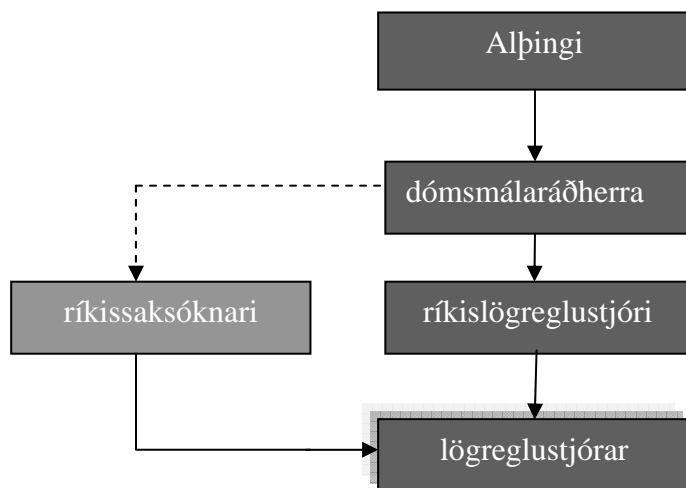 Alþingi
dómsmálaráðherra
ríkissaksóknari
ríkislögreglustjóri
lögreglustjórar